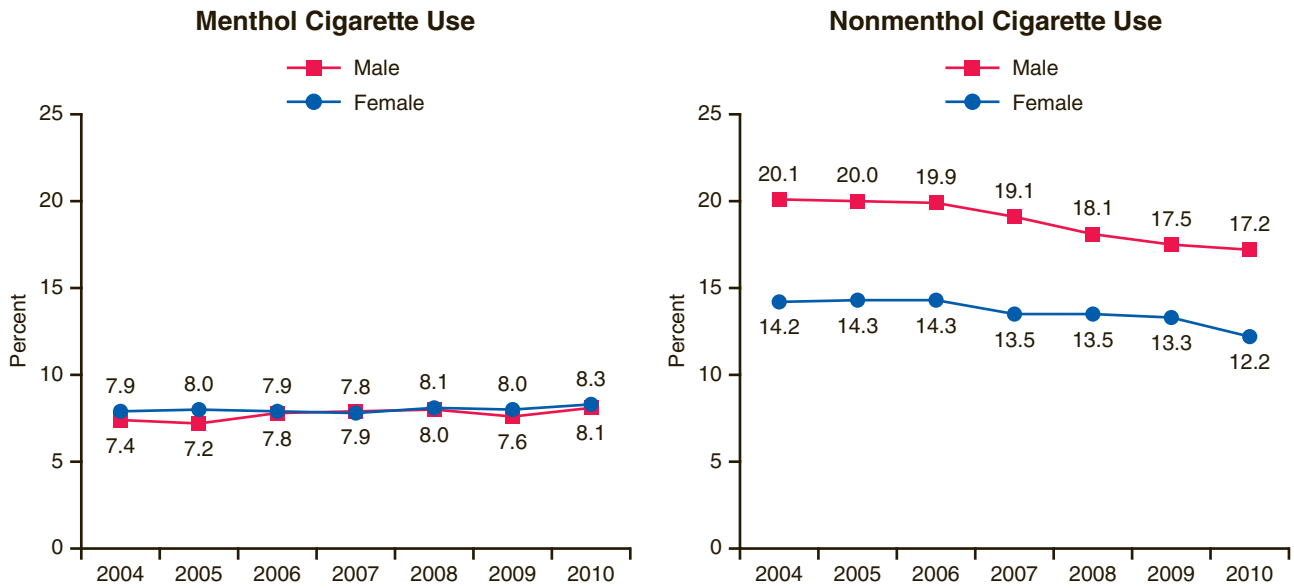 Menthol Cigarette Use
Male
Female
25
20
15
10
5
0
Percent
7.9 8.0 7.9 7.8 8.1 8.0 8.3
7.4 7.2 7.8 7.9 8.0 7.6 8.1
2004 2005 2006 2007 2008 2009 2010
Nonmenthol Cigarette Use
Male
Female
25
20
15
10
5
0
Percent
20.1 20.0 19.9 19.1 18.1 17.5 17.2
14.2 14.3 14.3 13.5 13.5 13.3 12.2
2004 2005 2006 2007 2008 2009 2010